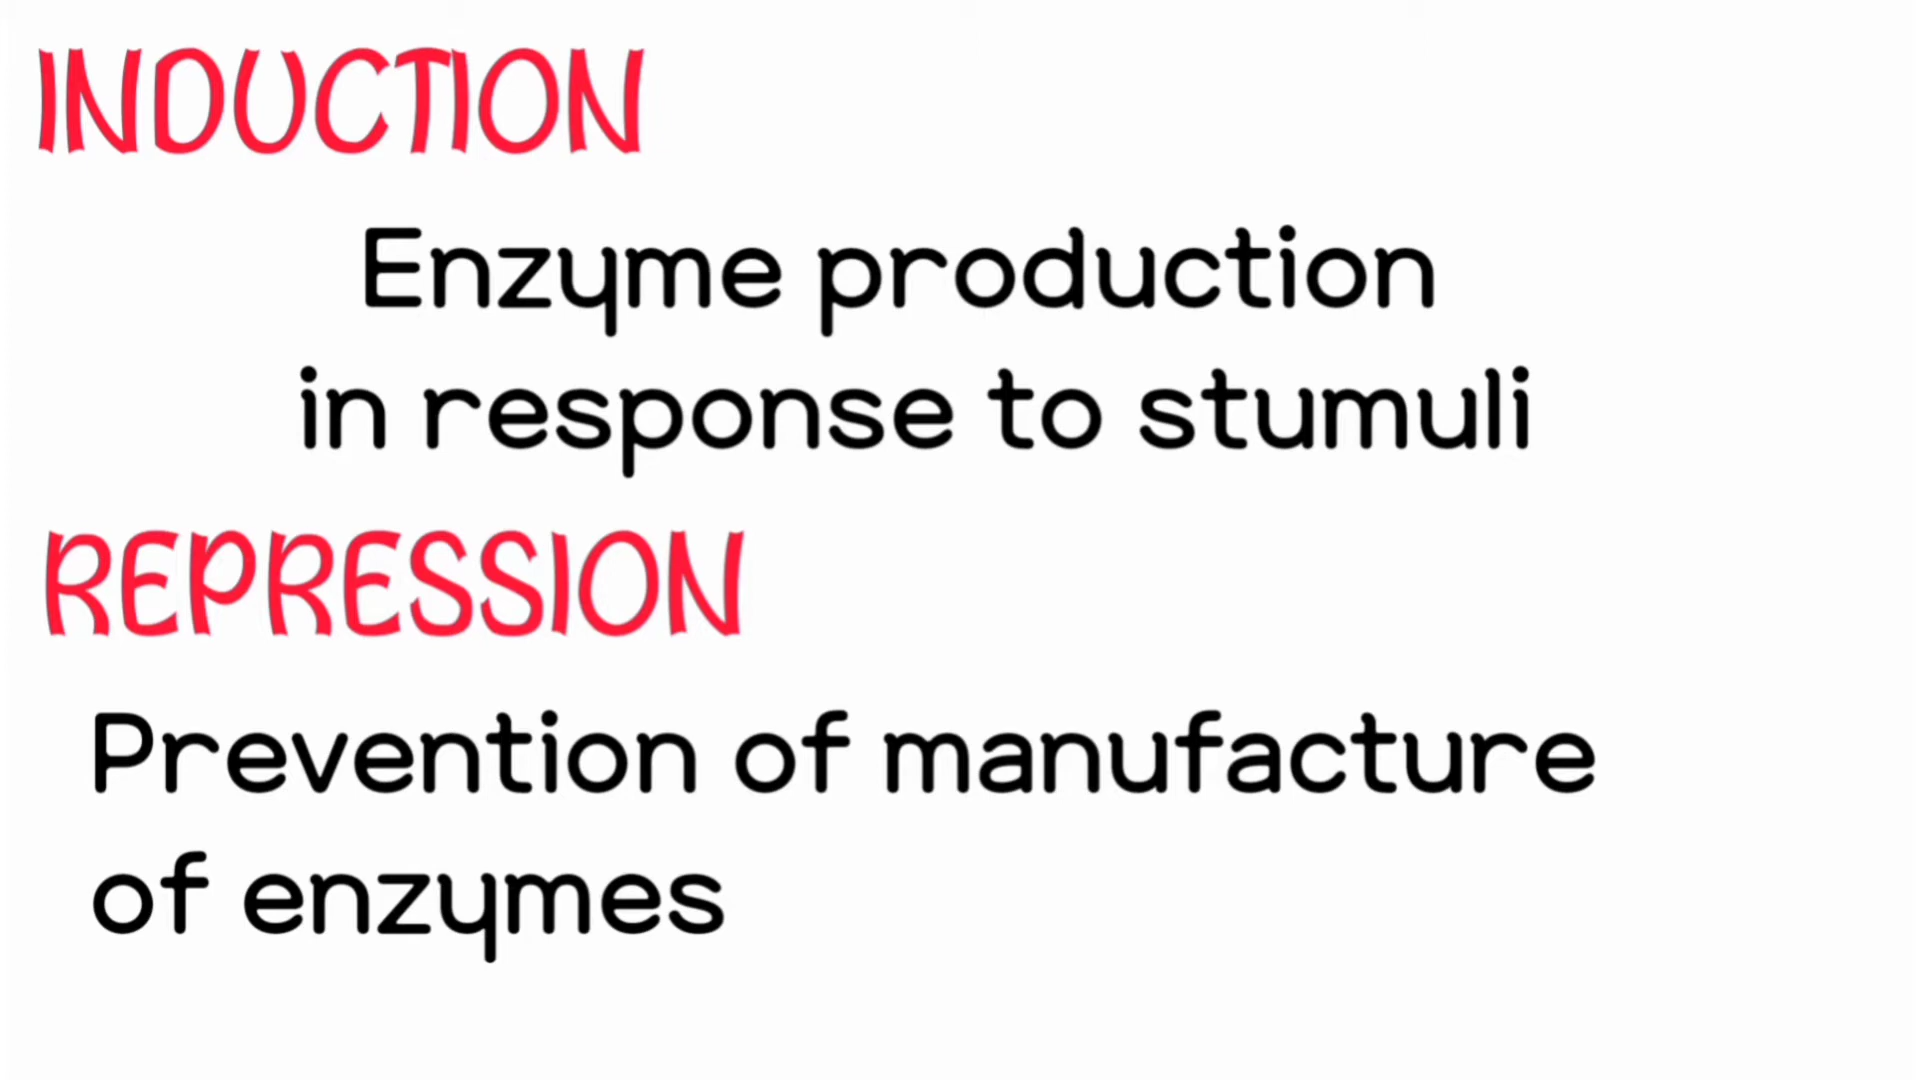 INDUCTION
Enzyme production
in response to stumuli
REPRESSION
Prevention of manufacture
of enzymes